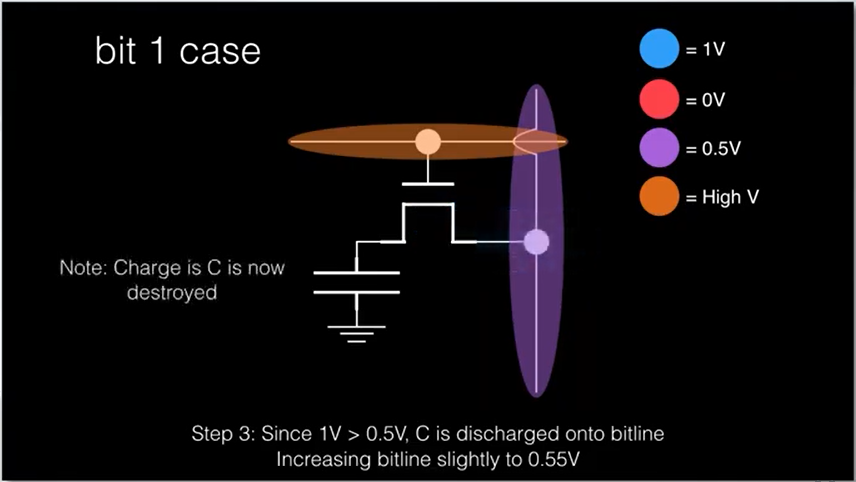 bit 1 case
= 1V
= 0V
= 0.5V
= High V
Note: Charge is C is now
destroyed
Step 3: Since 1V > 0.5V, C is discharged onto bitline
Increasing bitline slightly to 0.55V